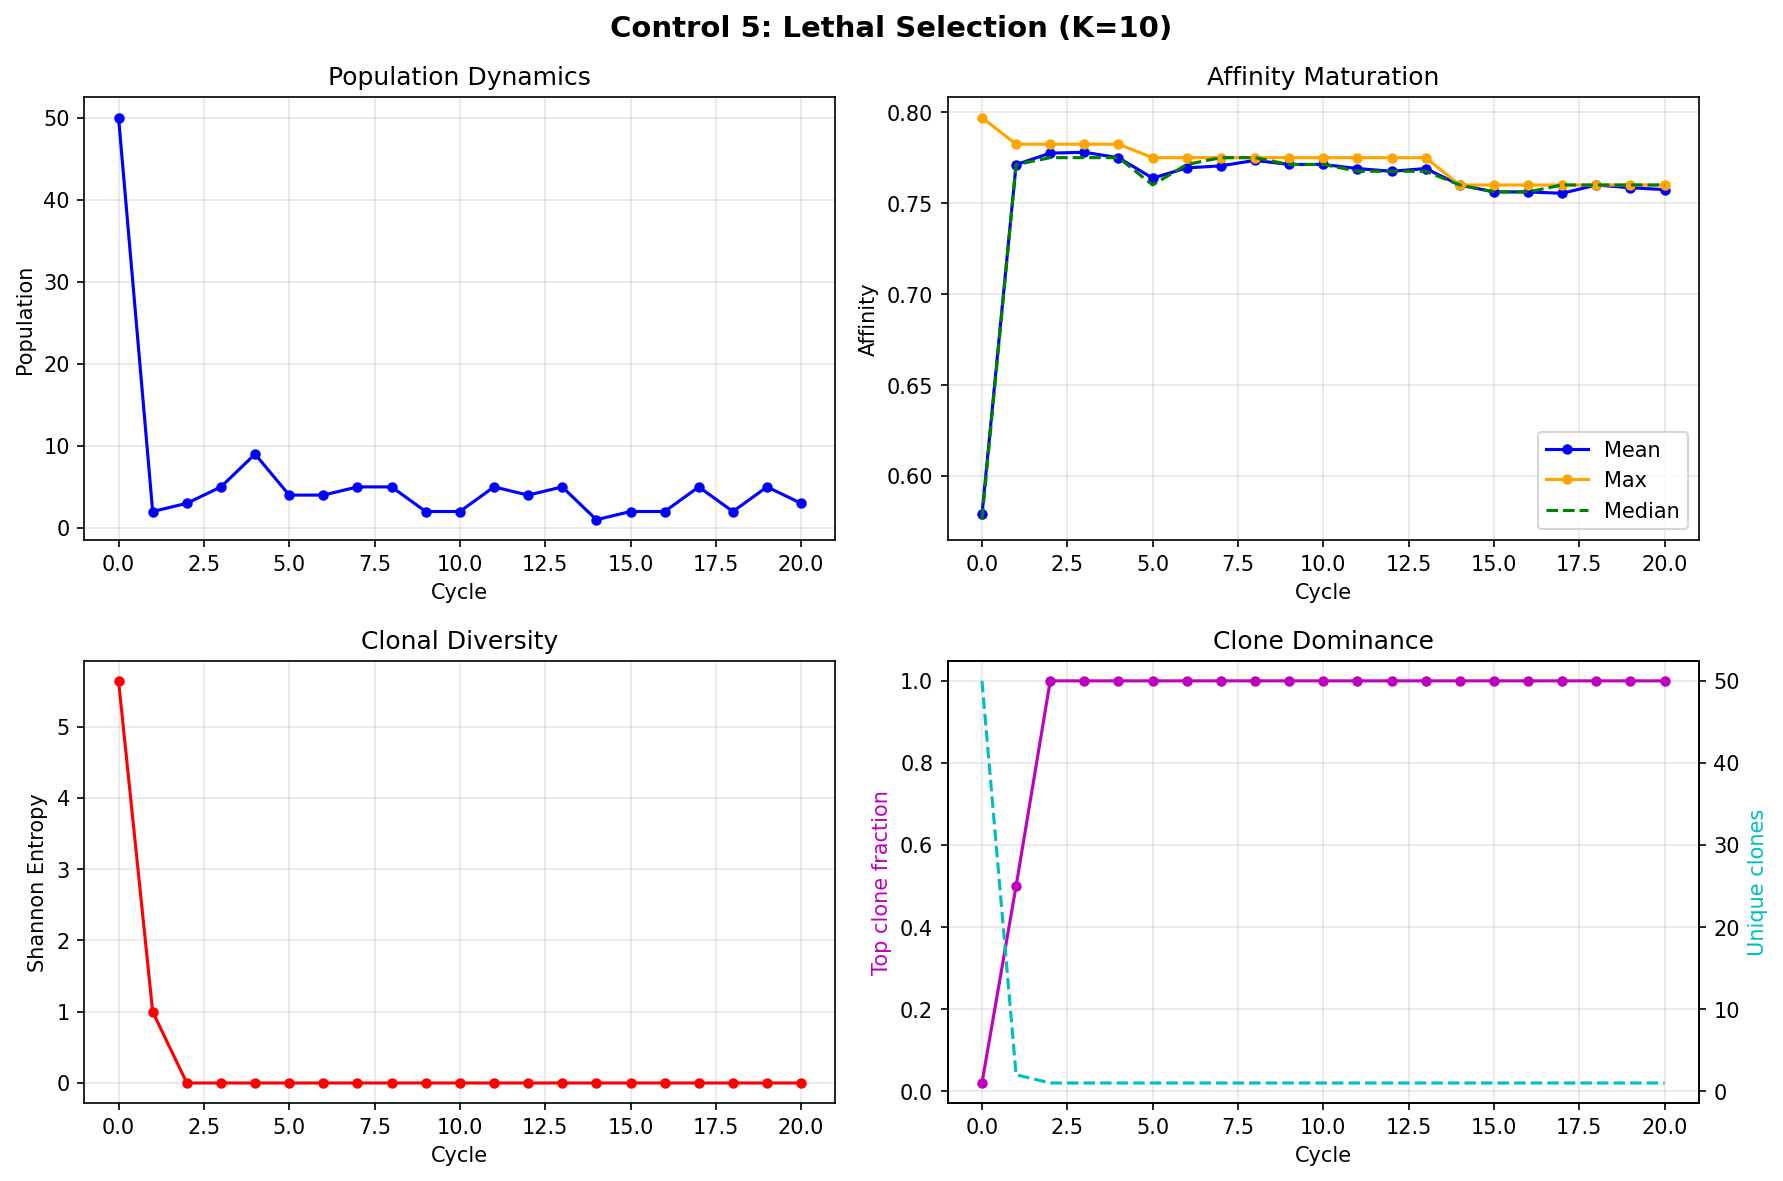 Control 5: Lethal Selection (K=10)
Population Dynamics
50
40
30
20
10
0
Population
0.0 2.5 5.0 7.5 10.0 12.5 15.0 17.5 20.0
Cycle
Affinity Maturation
0.80
0.75
0.70
0.65
0.60
Affinity
Mean
Max
Median
0.0 2.5 5.0 7.5 10.0 12.5 15.0 17.5 20.0
Cycle
Clonal Diversity
5
4
3
2
1
0
Shannon Entropy
0.0 2.5 5.0 7.5 10.0 12.5 15.0 17.5 20.0
Cycle
Clone Dominance
1.0
0.8
0.6
0.4
0.2
0.0
Top clone fraction
50
40
30
20
10
0
Unique clones
0.0 2.5 5.0 7.5 10.0 12.5 15.0 17.5 20.0
Cycle